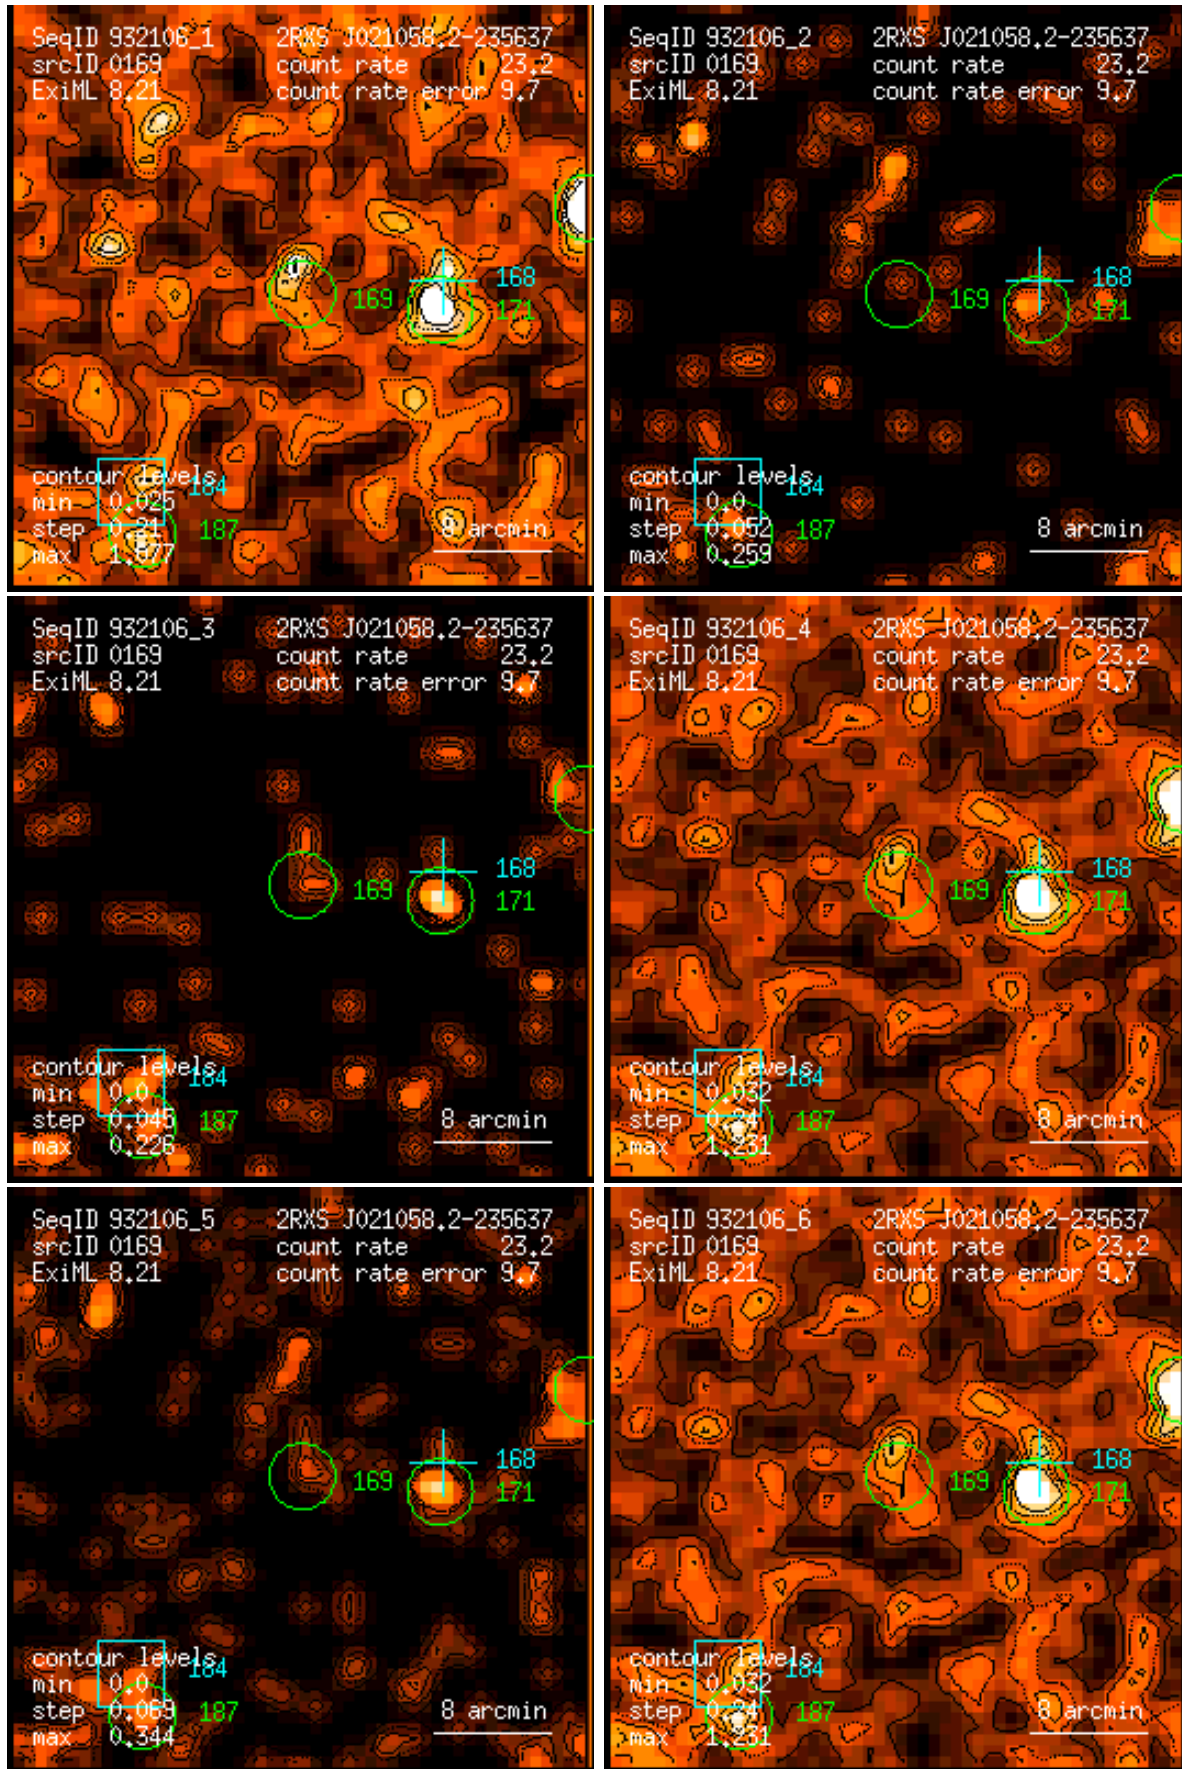 SeqID 932106_1 2RXS J021058.2-235637
srcID 0169 count rate 23.2
ExiML 8.21 count rate error 9.7
168
169 171
contour levels 184
min 0.025
step 0.21 187 8 arcmin
max 1.077
SeqID 932106_2 2RXS J021058.2-235637
srcID 0169 count rate 23.2
ExiML 8.21 count rate error 9.7
168
169 171
contour levels 184
min 0.0
step 0.052 187 8 arcmin
max 0.259
SeqID 932106_3 2RXS J021058.2-235637
srcID 0169 count rate 23.2
ExiML 8.21 count rate error 9.7
168
169 171
contour levels 184
min 0.0
step 0.045 187 8 arcmin
max 0.226
SeqID 932106_4 2RXS J021058.2-235637
srcID 0169 count rate 23.2
ExiML 8.21 count rate error 9.7
168
169 171
contour levels 184
min 0.032
step 0.24 187 8 arcmin
max 1.231
SeqID 932106_5 2RXS J021058.2-235637
srcID 0169 count rate 23.2
ExiML 8.21 count rate error 9.7
168
169 171
contour levels 184
min 0.0
step 0.069 187 8 arcmin
max 0.344
SeqID 932106_6 2RXS J021058.2-235637
srcID 0169 count rate 23.2
ExiML 8.21 count rate error 9.7
168
169 171
contour levels 184
min 0.032
step 0.24 187 8 arcmin
max 1.231